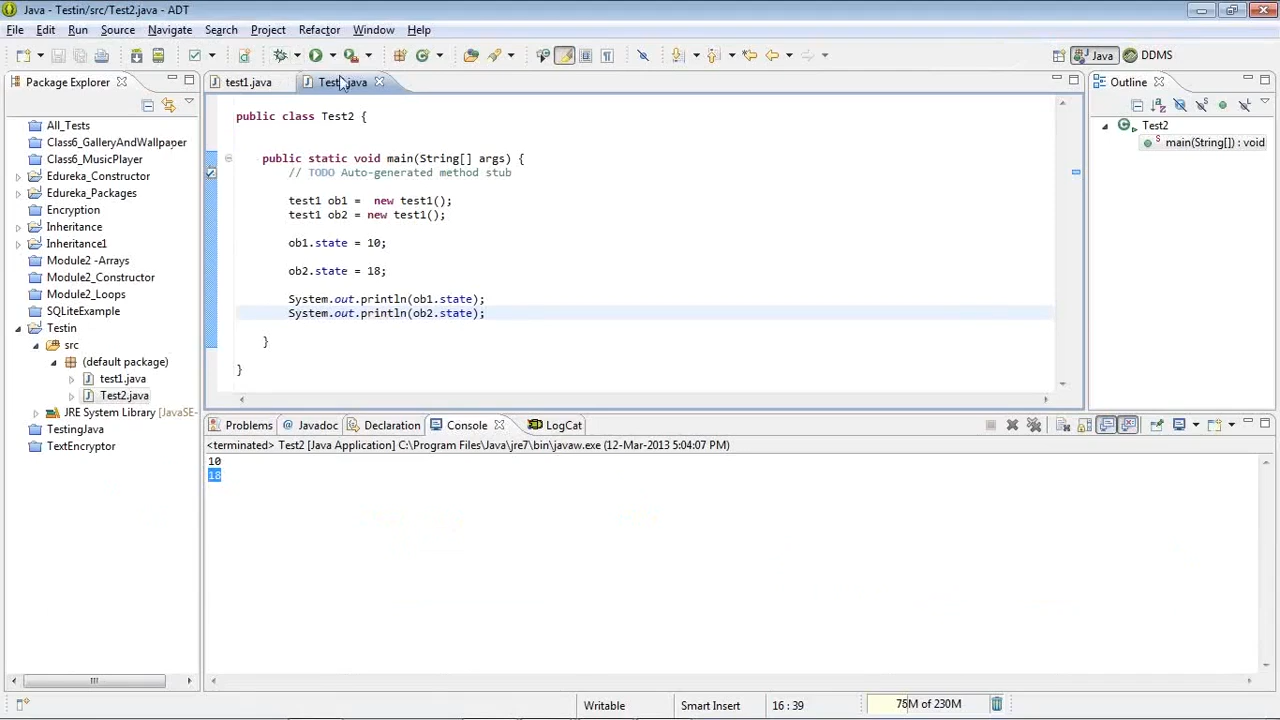 Java - Testin/src/Test2.java - ADT
File Edit Run Source Navigate Search Project Refactor Window Help
Java DDMS
Package Explorer
test1.java
Test2.java
Outline
All_Tests
Class6_GalleryAndWallpaper
Class6_MusicPlayer
Edureka_Constructor
Edureka_Packages
Encryption
Inheritance
Inheritance1
Module2 -Arrays
Module2_Constructor
Module2_Loops
SQLiteExample
Testin
src
(default package)
test1.java
Test2.java
JRE System Library [JavaSE-
TestingJava
TextEncryptor
public class Test2 {
public static void main(String[] args) {
// TODO Auto-generated method stub
test1 ob1 =  new test1();
test1 ob2 = new test1();
ob1.state = 10;
ob2.state = 18;
System.out.println(ob1.state);
System.out.println(ob2.state);
}
}
Test2
main(String[]) : void
Problems @ Javadoc Declaration Console LogCat
<terminated> Test2 [Java Application] C:\Program Files\Java\jre7\bin\javaw.exe (12-Mar-2013 5:04:07 PM)
10
18
Writable Smart Insert 16 : 39 75M of 230M